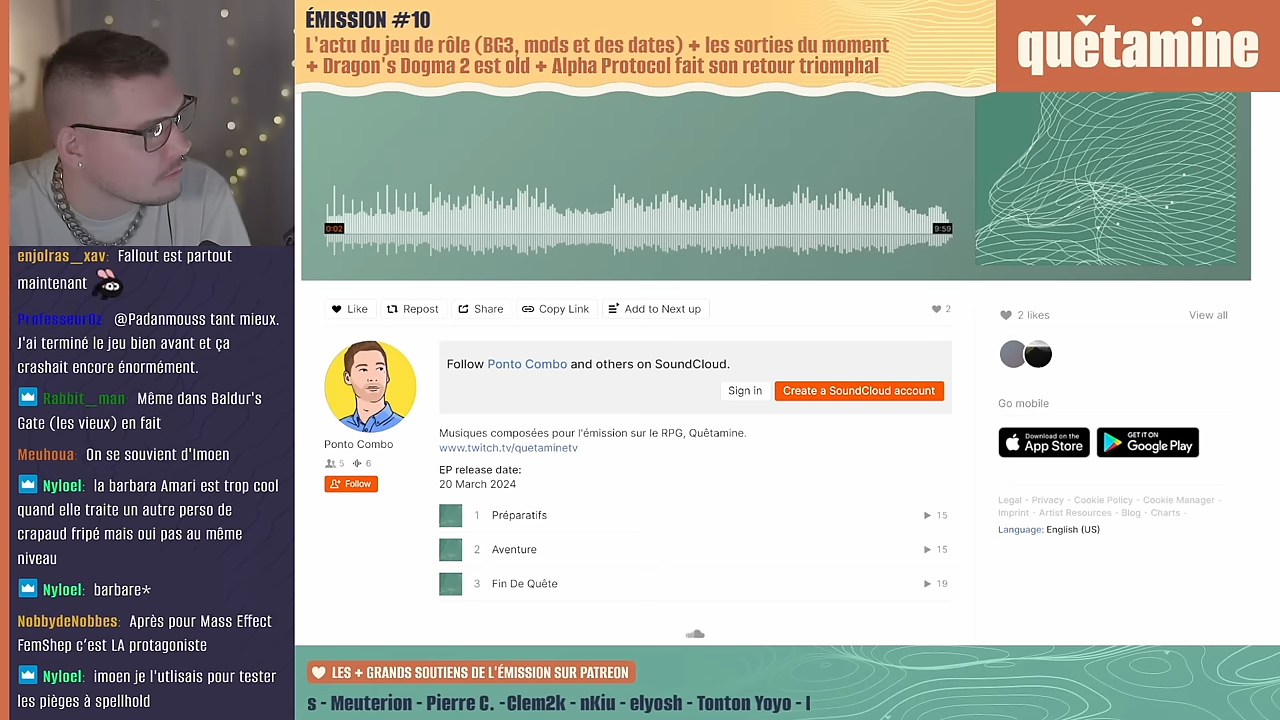 ÉMISSION #10
L'actu du jeu de rôle (BG3, mods et des dates) + les sorties du moment
+ Dragon's Dogma 2 est old + Alpha Protocol fait son retour triomphal
quêtamine
0:02
9:59
enjolras_xav: Fallout est partout
maintenant
ProfesseurOz @Padanmouss tant mieux.
J'ai terminé le jeu bien avant et ça
crashait encore énormément.
Rabbit_man Même dans Baldur's
Gate (les vieux) en fait
Meuhoua: On se souvient d'Imoen
Nyloel: la barbara Amari est trop cool
quand elle traite un autre perso de
crapaud fripé mais oui pas au même
niveau
Nyloel: barbare*
NobbydeNobbes: Après pour Mass Effect
FemShep c'est LA protagoniste
Nyloel: imoen je l'utlisais pour tester
les pièges à spellhold
Like
Repost
Share
Copy Link
Add to Next up
2
Ponto Combo
5
6
Follow
Follow Ponto Combo and others on SoundCloud.
Sign in
Create a SoundCloud account
Musiques composées pour l'émission sur le RPG, Quêtamine.
www.twitch.tv/quetaminetv
EP release date:
20 March 2024
1 Préparatifs 15
2 Aventure 15
3 Fin De Quête 19
2 likes
View all
Go mobile
Download on the
App Store
GET IT ON
Google Play
Legal - Privacy - Cookie Policy - Cookie Manager -
Imprint - Artist Resources - Blog - Charts -
Language: English (US)
LES + GRANDS SOUTIENS DE L'ÉMISSION SUR PATREON
s - Meuterion - Pierre C. -Clem2k - nKiu - elyosh - Tonton Yoyo - l